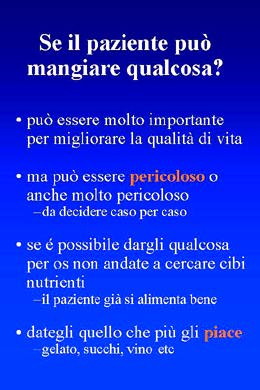 Se il paziente può
mangiare qualcosa?
• può essere molto importante
per migliorare la qualità di vita
• ma può essere pericoloso o
anche molto pericoloso
–da decidere caso per caso
• se é possibile dargli qualcosa
per os non andate a cercare cibi
nutrienti
–il paziente già si alimenta bene
• dategli quello che più gli piace
–gelato, succhi, vino etc